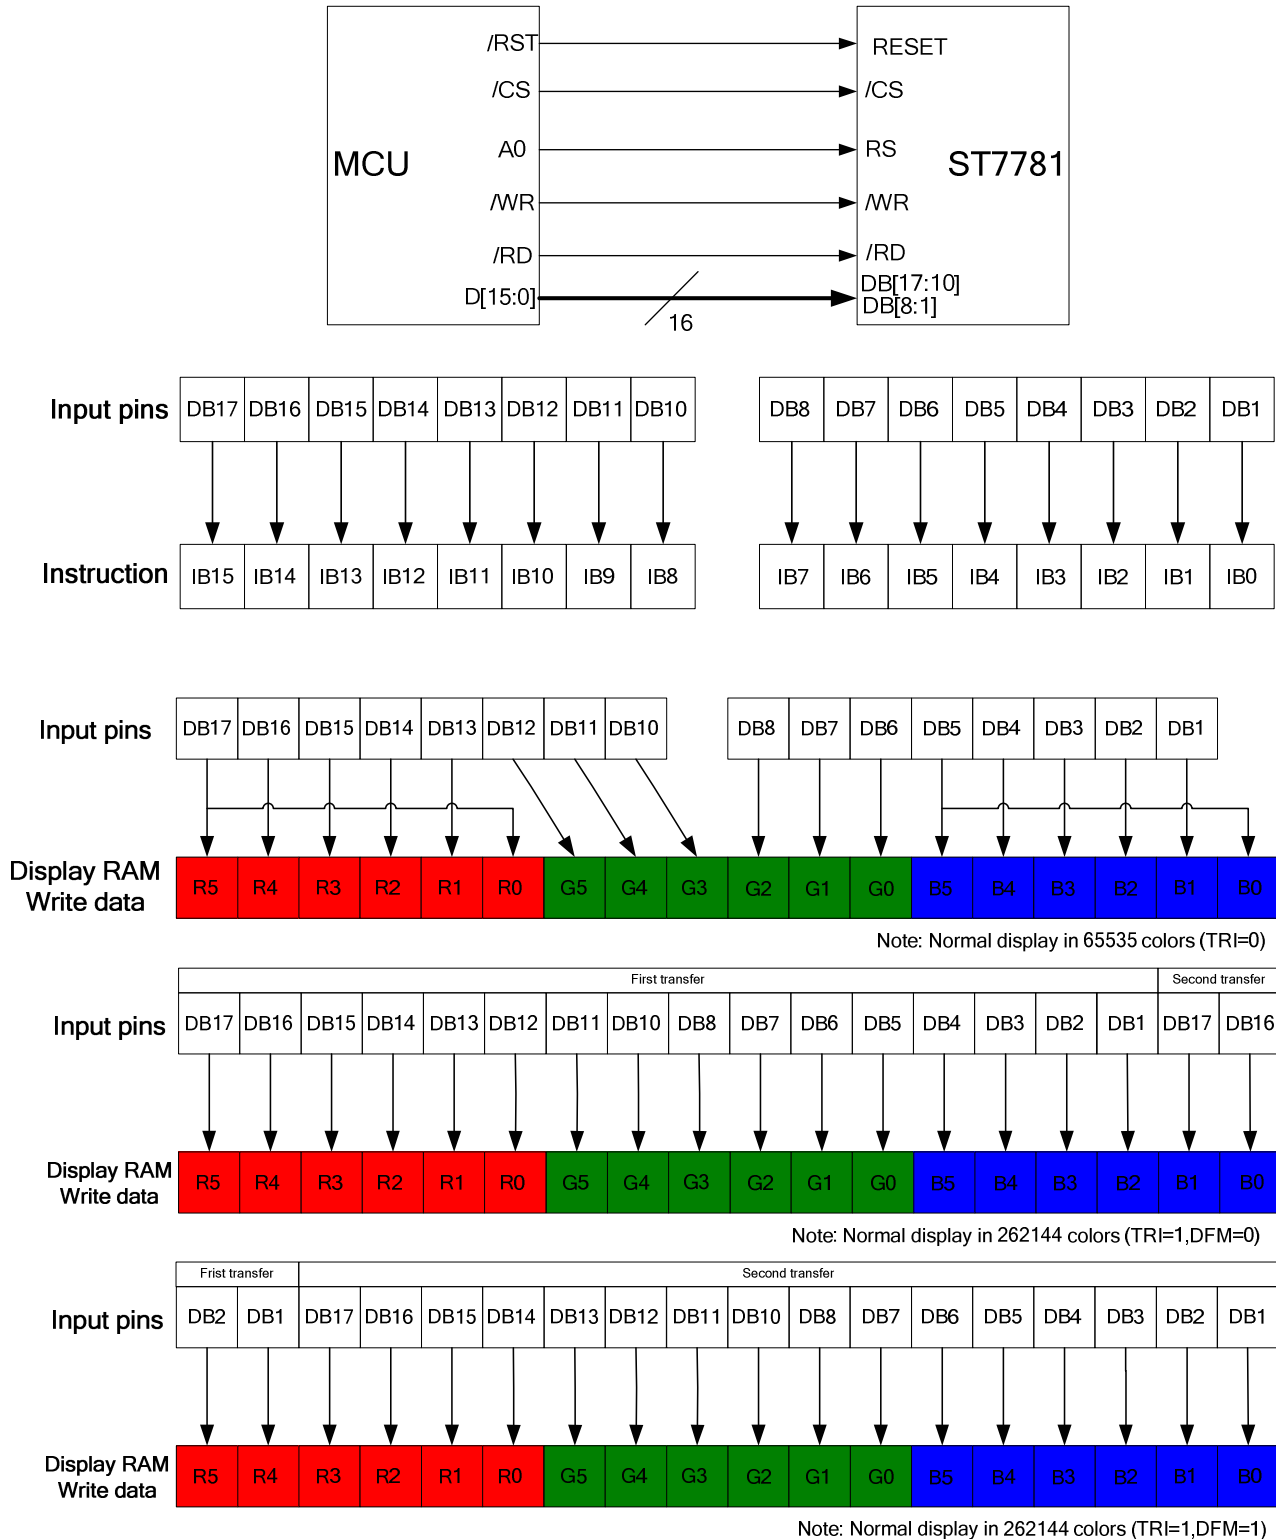 /RST RESET
/CS /CS
A0 RS
MCU ST7781
/WR /WR
/RD /RD
D[15:0] DB[17:10]
DB[8:1]
16
Input pins DB17 DB16 DB15 DB14 DB13 DB12 DB11 DB10 DB8 DB7 DB6 DB5 DB4 DB3 DB2 DB1
Instruction IB15 IB14 IB13 IB12 IB11 IB10 IB9 IB8 IB7 IB6 IB5 IB4 IB3 IB2 IB1 IB0
Input pins DB17 DB16 DB15 DB14 DB13 DB12 DB11 DB10 DB8 DB7 DB6 DB5 DB4 DB3 DB2 DB1
Display RAM
Write data
R5 R4 R3 R2 R1 R0 G5 G4 G3 G2 G1 G0 B5 B4 B3 B2 B1 B0
Note: Normal display in 65535 colors (TRI=0)
First transfer Second transfer
Input pins DB17 DB16 DB15 DB14 DB13 DB12 DB11 DB10 DB8 DB7 DB6 DB5 DB4 DB3 DB2 DB1 DB17 DB16
Display RAM
Write data
R5 R4 R3 R2 R1 R0 G5 G4 G3 G2 G1 G0 B5 B4 B3 B2 B1 B0
Note: Normal display in 262144 colors (TRI=1,DFM=0)
Frist transfer Second transfer
Input pins DB2 DB1 DB17 DB16 DB15 DB14 DB13 DB12 DB11 DB10 DB8 DB7 DB6 DB5 DB4 DB3 DB2 DB1
Display RAM
Write data
R5 R4 R3 R2 R1 R0 G5 G4 G3 G2 G1 G0 B5 B4 B3 B2 B1 B0
Note: Normal display in 262144 colors (TRI=1,DFM=1)